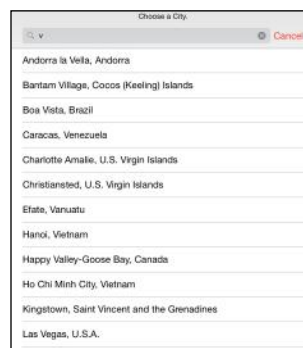 Choose a City.
v
Cancel
Andorra la Vella, Andorra
Bantam Village, Cocos (Keeling) Islands
Boa Vista, Brazil
Caracas, Venezuela
Charlotte Amalie, U.S. Virgin Islands
Christiansted, U.S. Virgin Islands
Efate, Vanuatu
Hanoi, Vietnam
Happy Valley-Goose Bay, Canada
Ho Chi Minh City, Vietnam
Kingstown, Saint Vincent and the Grenadines
Las Vegas, U.S.A.